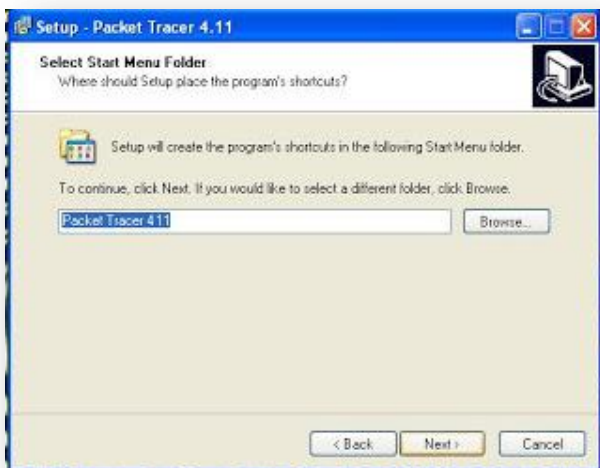 Setup - Packet Tracer 4.11
Select Start Menu Folder
Where should Setup place the program's shortcuts?
Setup will create the program's shortcuts in the following Start Menu folder.
To continue, click Next. If you would like to select a different folder, click Browse.
Packet Tracer 4.11
Browse...
< Back
Next >
Cancel